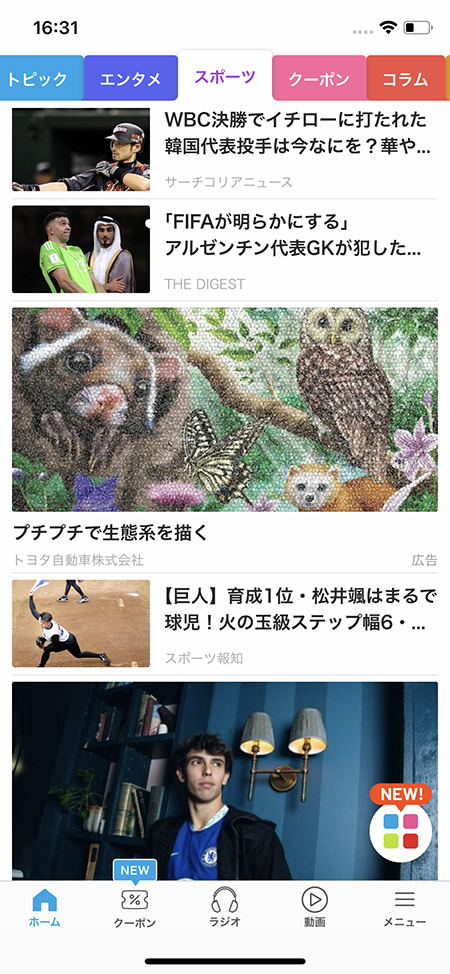 16:31
トピック
エンタメ
スポーツ
クーポン
コラム
WBC決勝でイチローに打たれた
韓国代表投手は今なにを？華や...
サーチコリアニュース
「FIFAが明らかにする」
アルゼンチン代表GKが犯した...
THE DIGEST
プチプチで生態系を描く
トヨタ自動車株式会社
広告
【巨人】育成1位・松井颯はまるで
球児！火の玉級ステップ幅6・...
スポーツ報知
NEW!
NEW
ホーム
クーポン
ラジオ
動画
メニュー